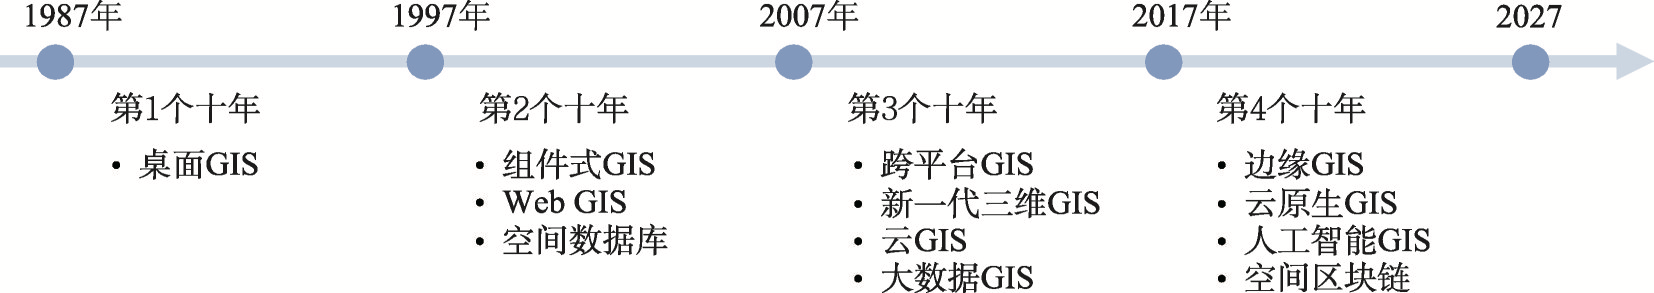 1987年 1997年 2007年 2017年 2027
第1个十年 第2个十年 第3个十年 第4个十年
· 桌面GIS · 组件式GIS · 跨平台GIS · 边缘GIS
· Web GIS · 新一代三维GIS · 云原生GIS
· 空间数据库 · 云GIS · 人工智能GIS
· 大数据GIS · 空间区块链